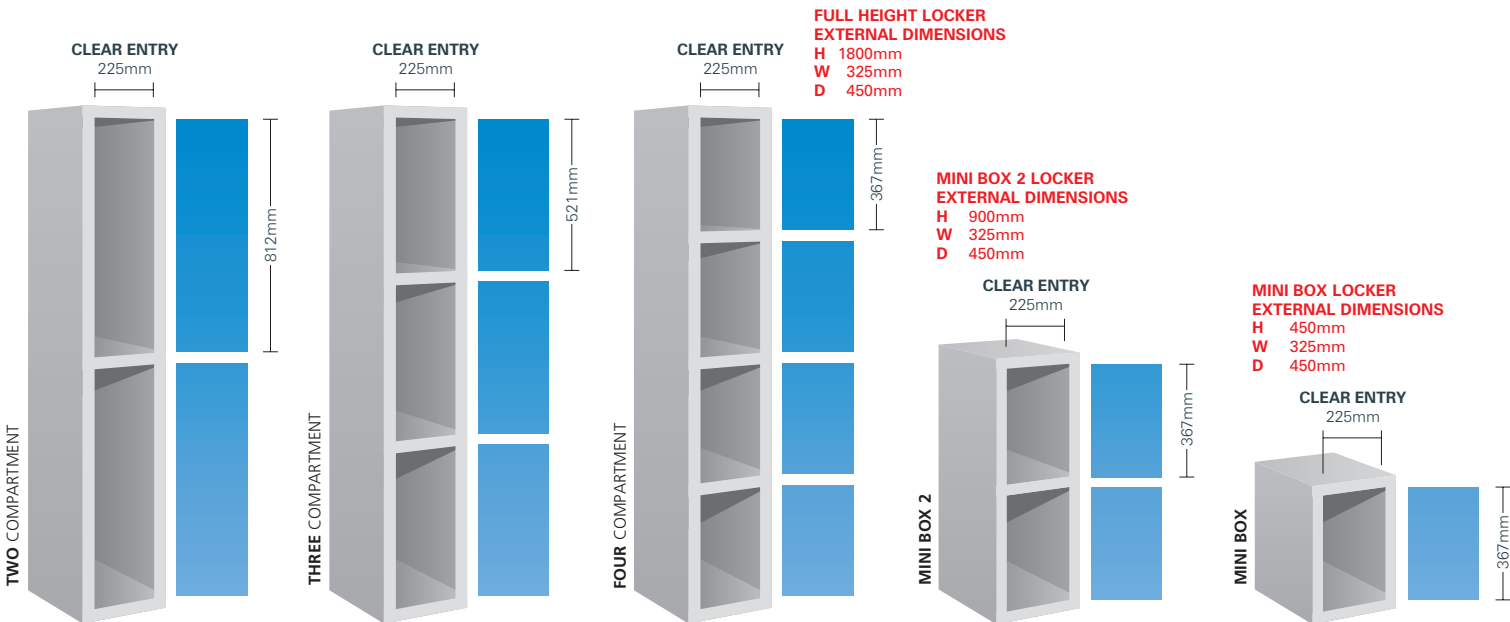 CLEAR ENTRY
225mm
812mm
TWO COMPARTMENT
CLEAR ENTRY
225mm
521mm
THREE COMPARTMENT
FULL HEIGHT LOCKER
EXTERNAL DIMENSIONS
H 1800mm
W 325mm
D 450mm
CLEAR ENTRY
225mm
367mm
FOUR COMPARTMENT
MINI BOX 2 LOCKER
EXTERNAL DIMENSIONS
H 900mm
W 325mm
D 450mm
CLEAR ENTRY
225mm
367mm
MINI BOX 2
MINI BOX LOCKER
EXTERNAL DIMENSIONS
H 450mm
W 325mm
D 450mm
CLEAR ENTRY
225mm
367mm
MINI BOX